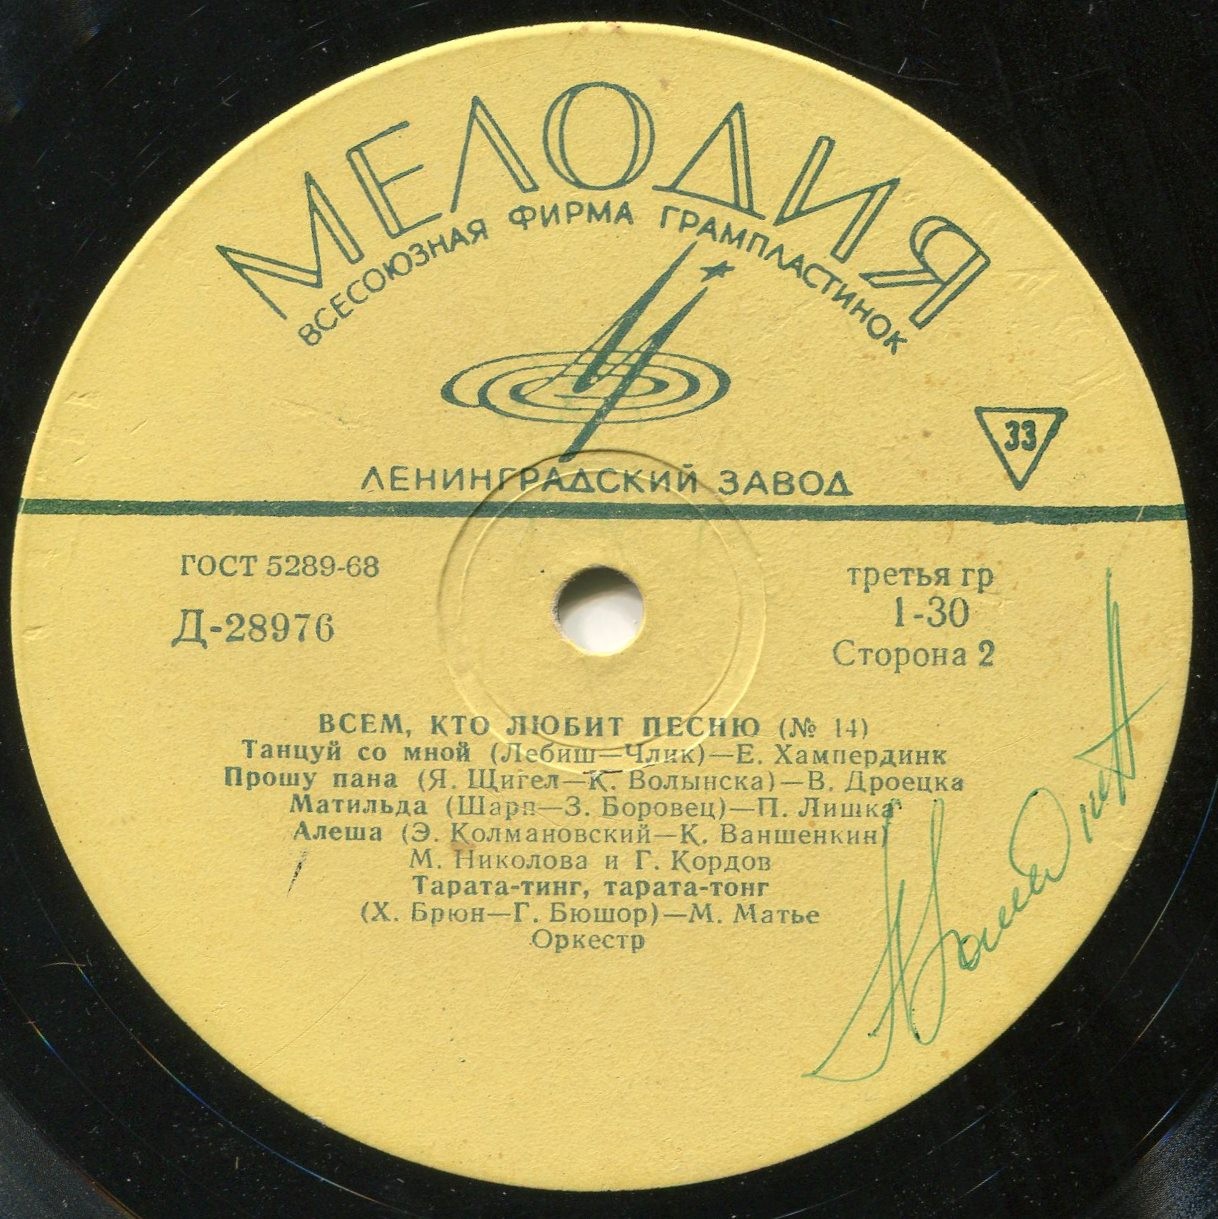 МЕЛОДИЯ
ВСЕСОЮЗНАЯ ФИРМА ГРАМПЛАСТИНОК
33
ЛЕНИНГРАДСКИЙ ЗАВОД
ГОСТ 5289-68
Д-28976
третья гр
1-30
Сторона 2
ВСЕМ, КТО ЛЮБИТ ПЕСНЮ (№ 14)
Танцуй со мной (Лебиш—Члик)—Е. Хампердинк
Прошу пана (Я. Щигел—К. Волынска)—В. Дроецка
Матильда (Шарп—З. Боровец)—П. Лишка
Алеша (Э. Колмановский—К. Ваншенкин)
М. Николова и Г. Кордов
Тарата-тинг, тарата-тонг
(Х. Брюн—Г. Бюшор)—М. Матье
Оркестр